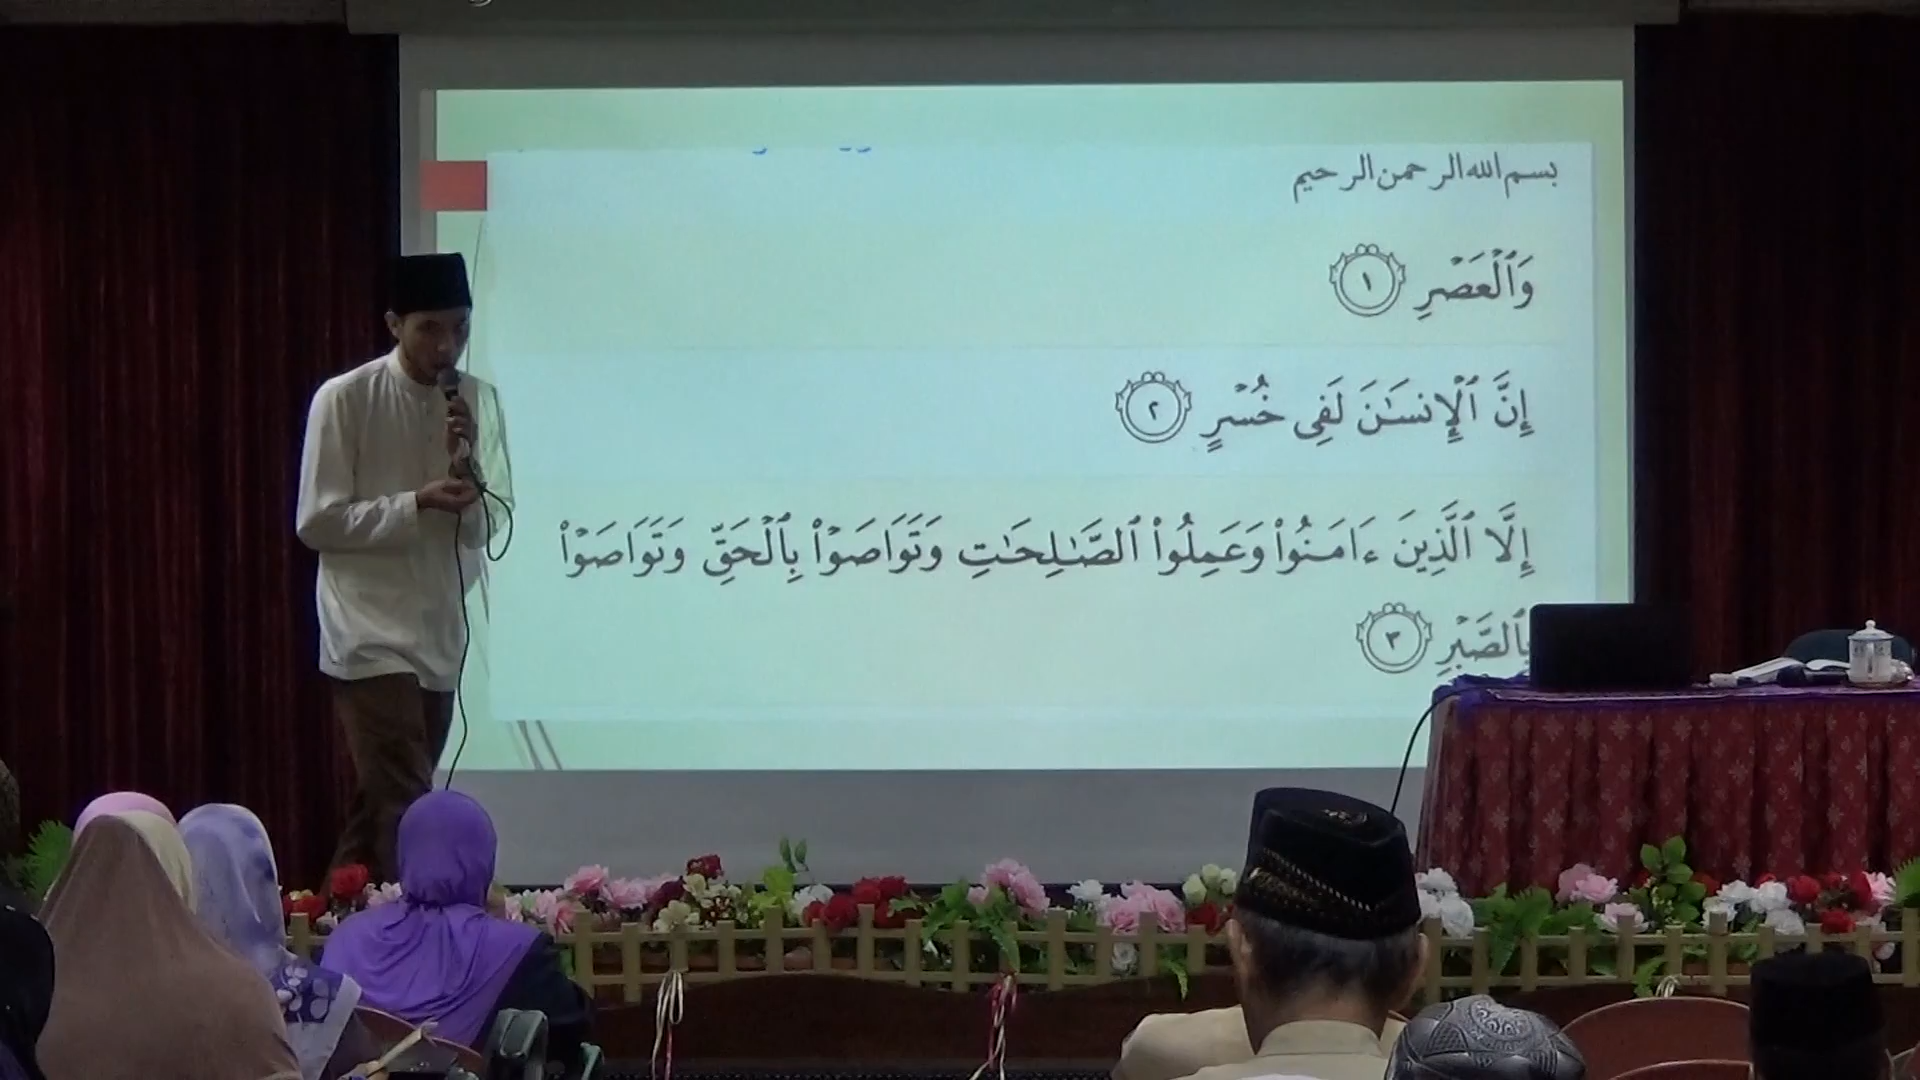 بسم الله الرحمن الرحيم
وَٱلْعَصْرِ ١
إِنَّ ٱلْإِنسَـٰنَ لَفِى خُسْرٍ ٢
إِلَّا ٱلَّذِينَ ءَامَنُوا۟ وَعَمِلُوا۟ ٱلصَّـٰلِحَـٰتِ وَتَوَاصَوْا۟ بِٱلْحَقِّ وَتَوَاصَوْا۟
بِٱلصَّبْرِ ٣